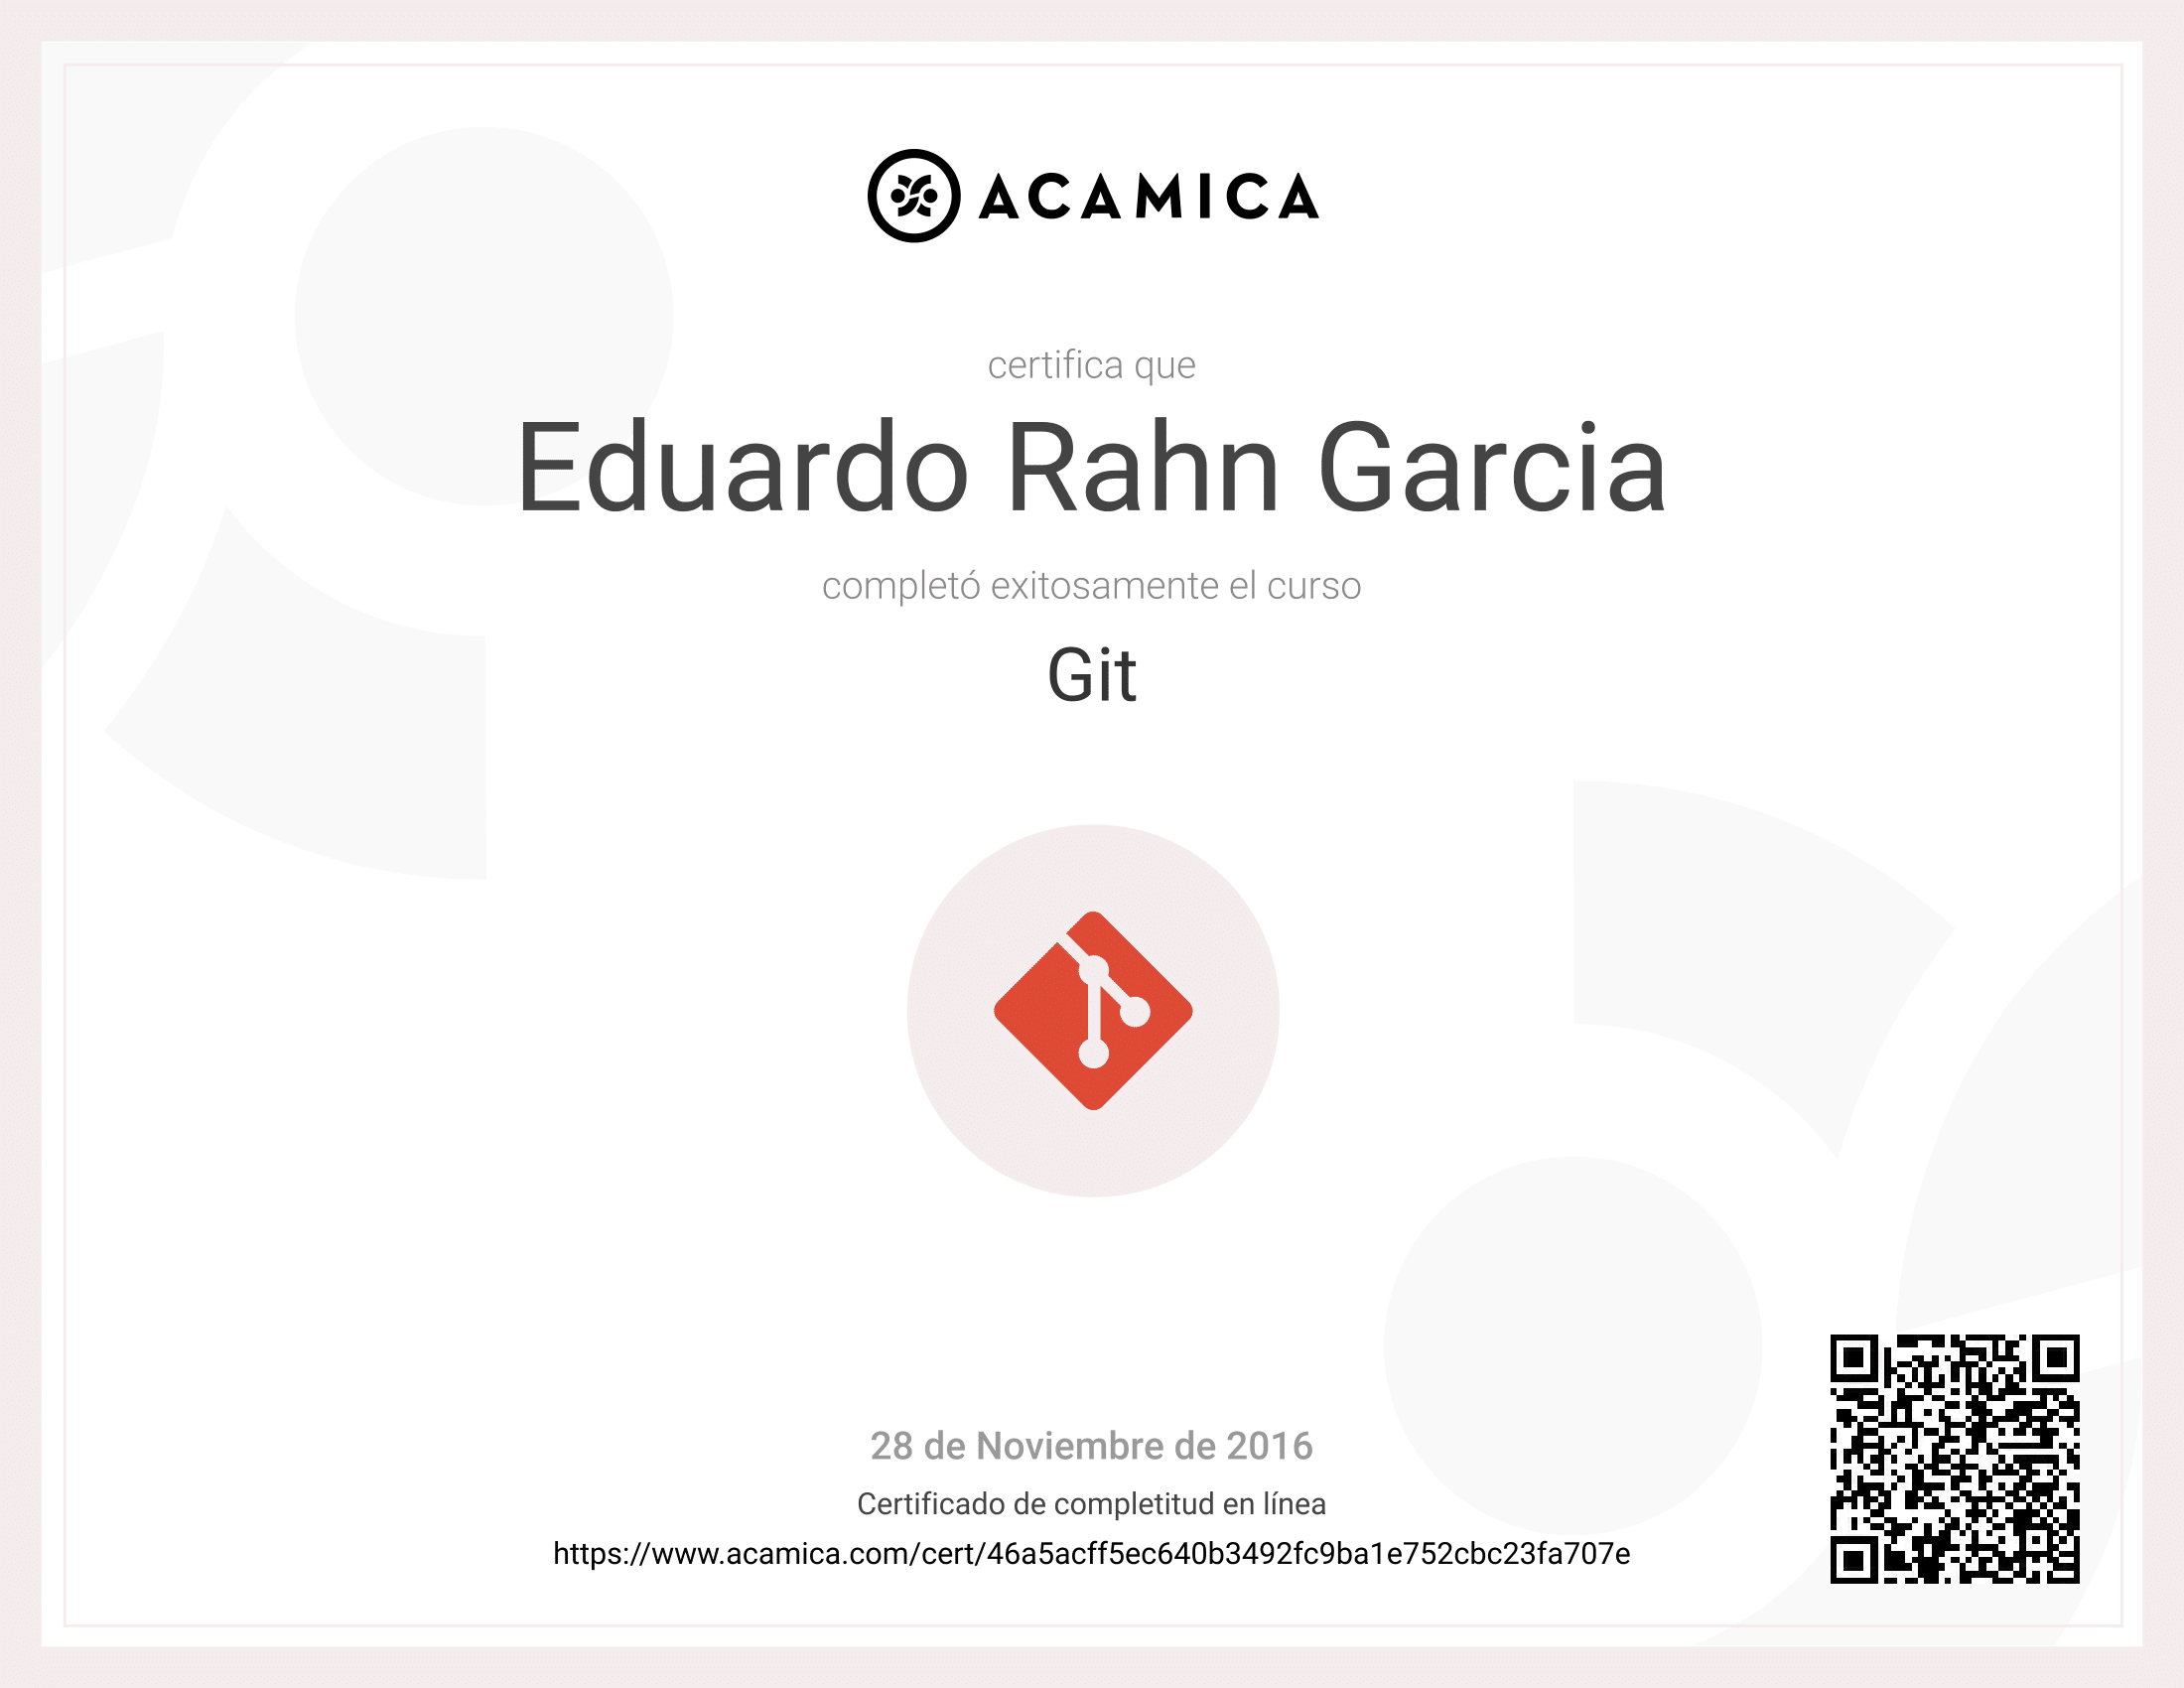 ACAMICA
certifica que
Eduardo Rahn Garcia
completó exitosamente el curso
Git
28 de Noviembre de 2016
Certificado de completitud en línea
https://www.acamica.com/cert/46a5acff5ec640b3492fc9ba1e752cbc23fa707e